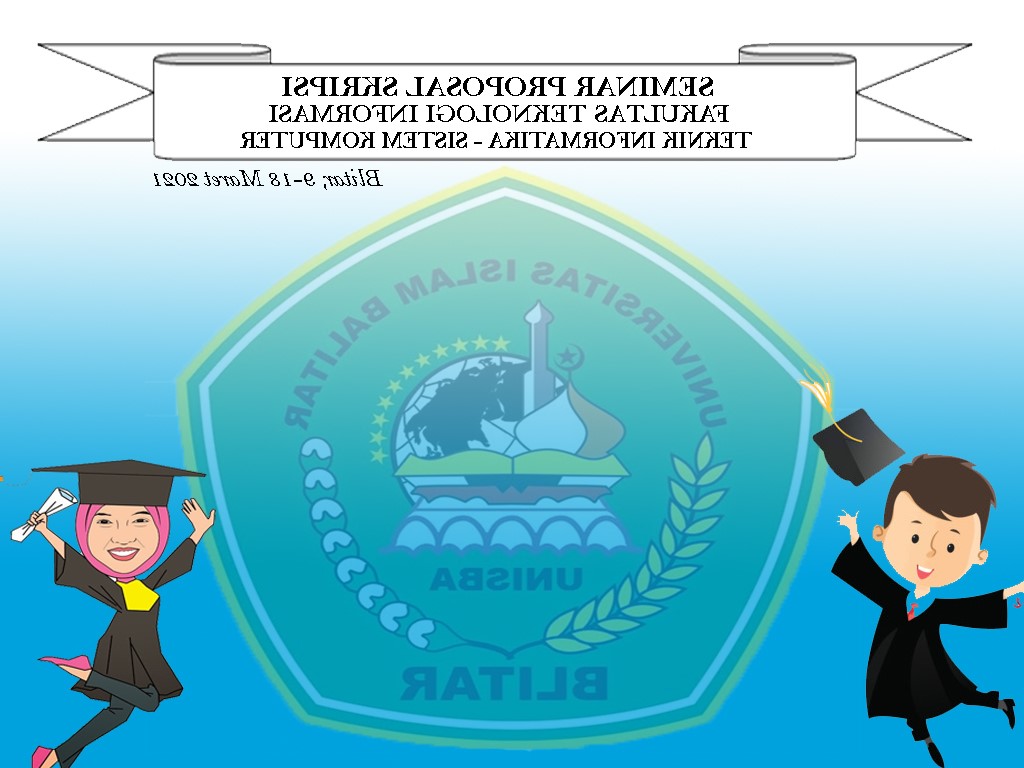 SEMINAR PROPOSAL SKRIPSI
FAKULTAS TEKNOLOGI INFORMASI
TEKNIK INFORMATIKA - SISTEM KOMPUTER
Blitar, 9-18 Maret 2021
UNIVERSITAS ISLAM BALITAR
UNISBA
BLITAR